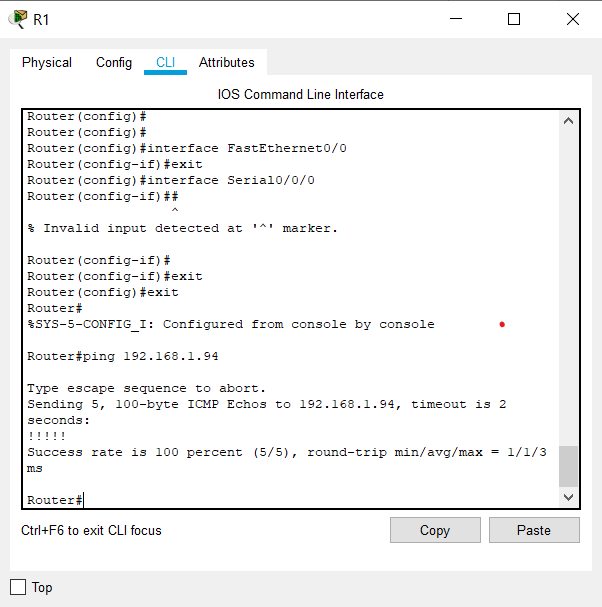 R1
Physical Config CLI Attributes
IOS Command Line Interface
Router(config)#
Router(config)#
Router(config)#interface FastEthernet0/0
Router(config-if)#exit
Router(config)#interface Serial0/0/0
Router(config-if)##
^
% Invalid input detected at '^' marker.
Router(config-if)#
Router(config-if)#exit
Router(config)#exit
Router#
%SYS-5-CONFIG_I: Configured from console by console
Router#ping 192.168.1.94
Type escape sequence to abort.
Sending 5, 100-byte ICMP Echos to 192.168.1.94, timeout is 2
seconds:
!!!!!
Success rate is 100 percent (5/5), round-trip min/avg/max = 1/1/3
ms
Router#
Ctrl+F6 to exit CLI focus Copy Paste
Top